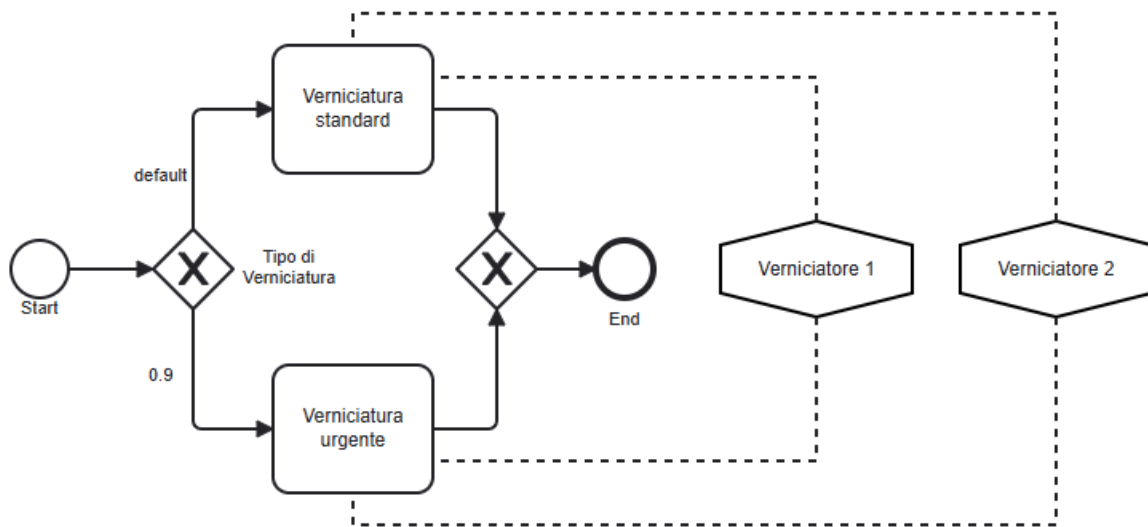 Verniciatura
standard
default
Tipo di
Verniciatura
Start
End
Verniciatore 1
Verniciatore 2
0.9
Verniciatura
urgente